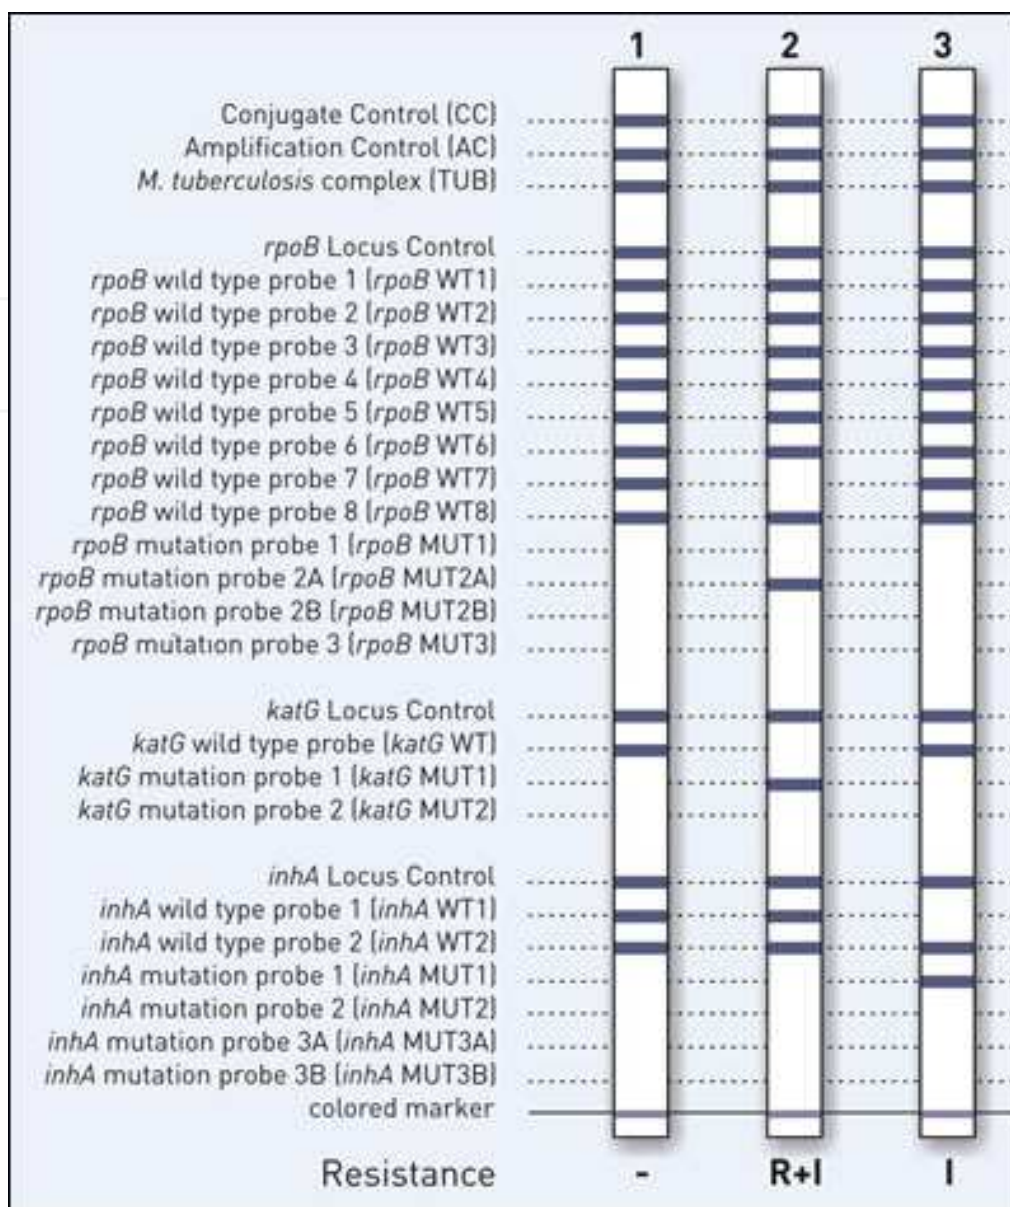 1 2 3
Conjugate Control (CC)
Amplification Control (AC)
M. tuberculosis complex (TUB)
rpoB Locus Control
rpoB wild type probe 1 (rpoB WT1)
rpoB wild type probe 2 (rpoB WT2)
rpoB wild type probe 3 (rpoB WT3)
rpoB wild type probe 4 (rpoB WT4)
rpoB wild type probe 5 (rpoB WT5)
rpoB wild type probe 6 (rpoB WT6)
rpoB wild type probe 7 (rpoB WT7)
rpoB wild type probe 8 (rpoB WT8)
rpoB mutation probe 1 (rpoB MUT1)
rpoB mutation probe 2A (rpoB MUT2A)
rpoB mutation probe 2B (rpoB MUT2B)
rpoB mutation probe 3 (rpoB MUT3)
katG Locus Control
katG wild type probe (katG WT)
katG mutation probe 1 (katG MUT1)
katG mutation probe 2 (katG MUT2)
inhA Locus Control
inhA wild type probe 1 (inhA WT1)
inhA wild type probe 2 (inhA WT2)
inhA mutation probe 1 (inhA MUT1)
inhA mutation probe 2 (inhA MUT2)
inhA mutation probe 3A (inhA MUT3A)
inhA mutation probe 3B (inhA MUT3B)
colored marker
Resistance - R+I I